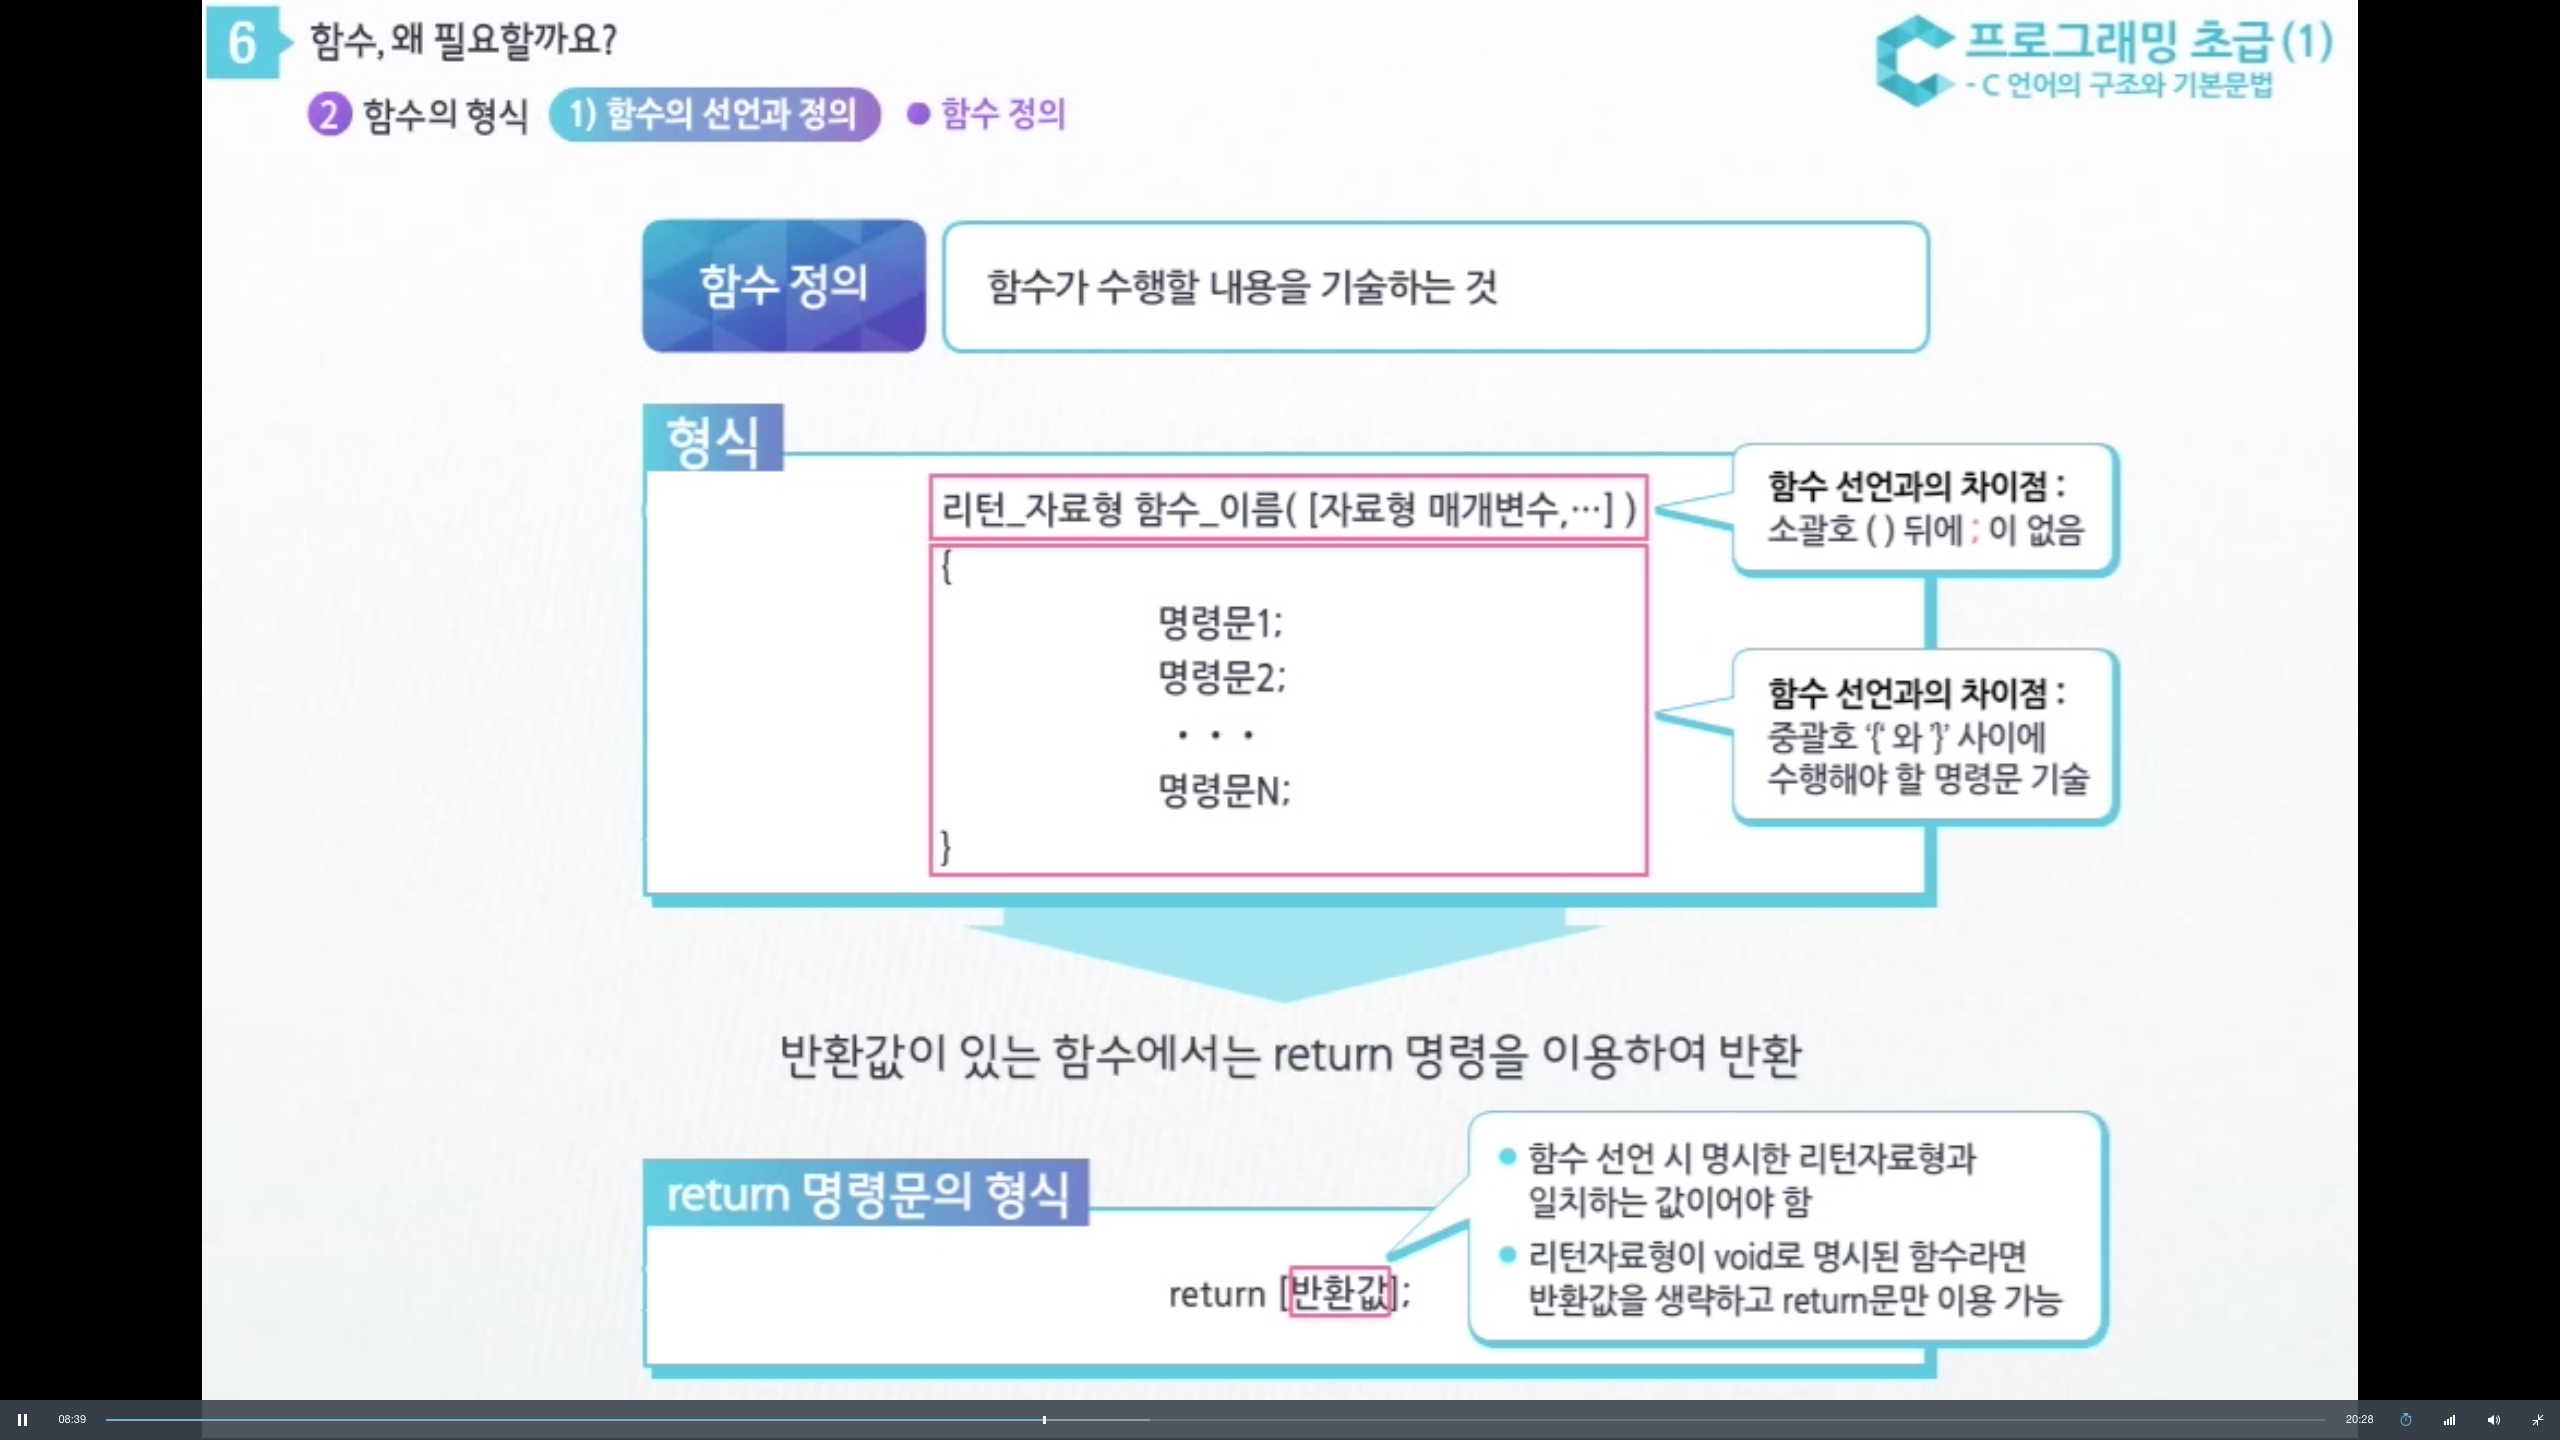 6 함수, 왜 필요할까요?
프로그래밍 초급(1)
- C 언어의 구조와 기본문법
2 함수의 형식 1) 함수의 선언과 정의 ● 함수 정의
함수 정의
함수가 수행할 내용을 기술하는 것
형식
리턴_자료형 함수_이름( [자료형 매개변수,…] )
{
명령문1;
명령문2;
· · ·
명령문N;
}
함수 선언과의 차이점 :
소괄호 ( ) 뒤에 ; 이 없음
함수 선언과의 차이점 :
중괄호 ‘{‘ 와 ’}’ 사이에
수행해야 할 명령문 기술
반환값이 있는 함수에서는 return 명령을 이용하여 반환
return 명령문의 형식
return [반환값];
● 함수 선언 시 명시한 리턴자료형과
일치하는 값이어야 함
● 리턴자료형이 void로 명시된 함수라면
반환값을 생략하고 return문만 이용 가능
08:39
20:28